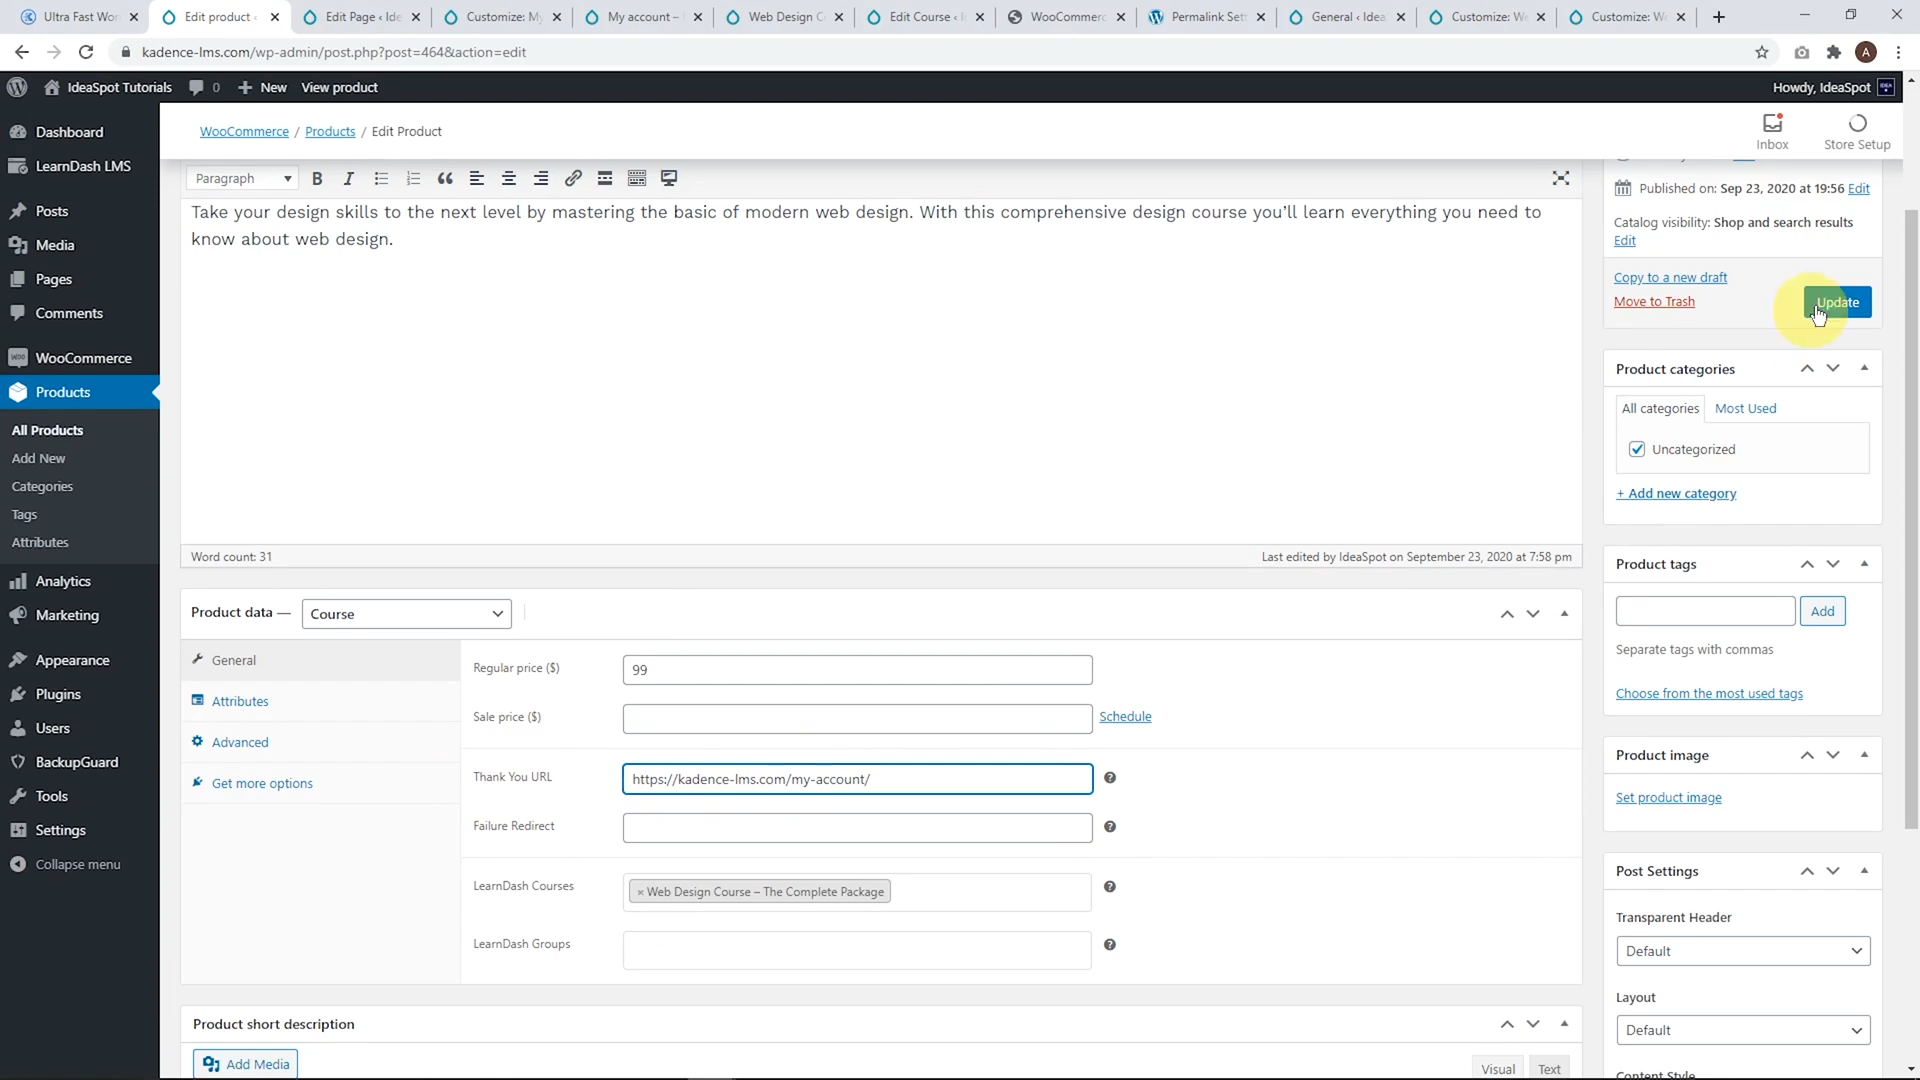 Ultra Fast Wor
Edit product ‹
Edit Page ‹ Ide
Customize: My
My account –
Web Design C
Edit Course ‹ I
WooCommerc
Permalink Sett
General ‹ Idea
Customize: We
Customize: We
kadence-lms.com/wp-admin/post.php?post=464&action=edit
A
IdeaSpot Tutorials
0
New
View product
Howdy, IdeaSpot
Dashboard
LearnDash LMS
Posts
Media
Pages
Comments
WooCommerce
Products
All Products
Add New
Categories
Tags
Attributes
Analytics
Marketing
Appearance
Plugins
Users
BackupGuard
Tools
Settings
Collapse menu
WooCommerce / Products / Edit Product
Inbox
Store Setup
Paragraph
Take your design skills to the next level by mastering the basic of modern web design. With this comprehensive design course you'll learn everything you need to
know about web design.
Word count: 31
Last edited by IdeaSpot on September 23, 2020 at 7:58 pm
Product data —
Course
General
Attributes
Advanced
Get more options
Regular price ($)
99
Sale price ($)
Schedule
Thank You URL
https://kadence-lms.com/my-account/
Failure Redirect
LearnDash Courses
× Web Design Course – The Complete Package
LearnDash Groups
Product short description
Add Media
Visual
Text
Published on: Sep 23, 2020 at 19:56 Edit
Catalog visibility: Shop and search results
Edit
Copy to a new draft
Move to Trash
Update
Product categories
All categories
Most Used
Uncategorized
+ Add new category
Product tags
Add
Separate tags with commas
Choose from the most used tags
Product image
Set product image
Post Settings
Transparent Header
Default
Layout
Default
Content Style